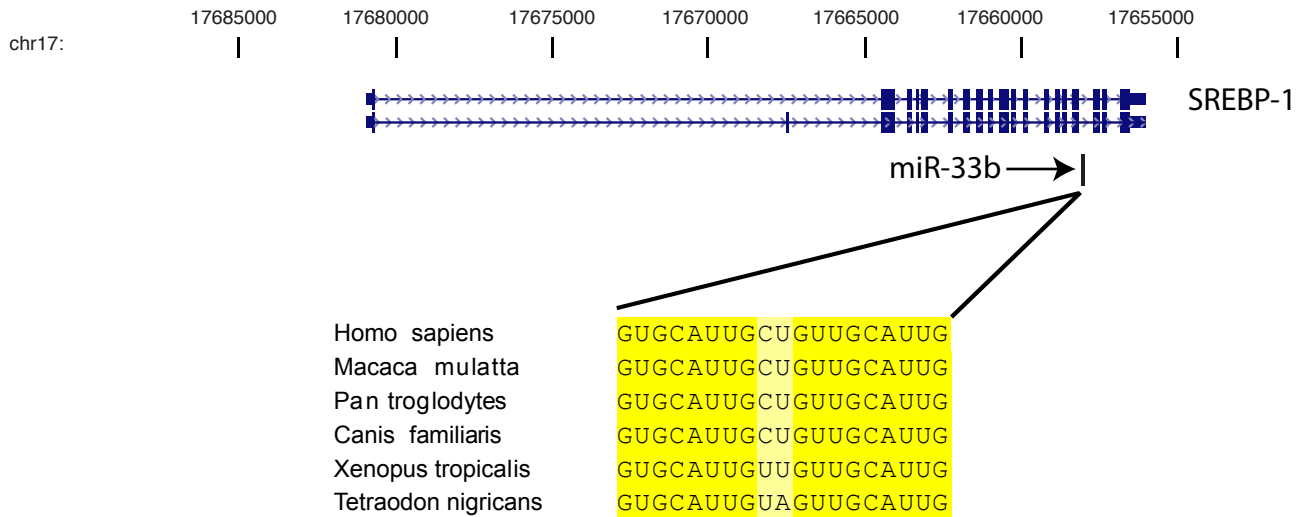 17685000 17680000 17675000 17670000 17665000 17660000 17655000
chr17:
SREBP-1
miR-33b
Homo sapiens GUGCAUUGCUGUUGCAUUG
Macaca mulatta GUGCAUUGCUGUUGCAUUG
Pan troglodytes GUGCAUUGCUGUUGCAUUG
Canis familiaris GUGCAUUGCUGUUGCAUUG
Xenopus tropicalis GUGCAUUGUUGUUGCAUUG
Tetraodon nigricans GUGCAUUGUAGUUGCAUUG